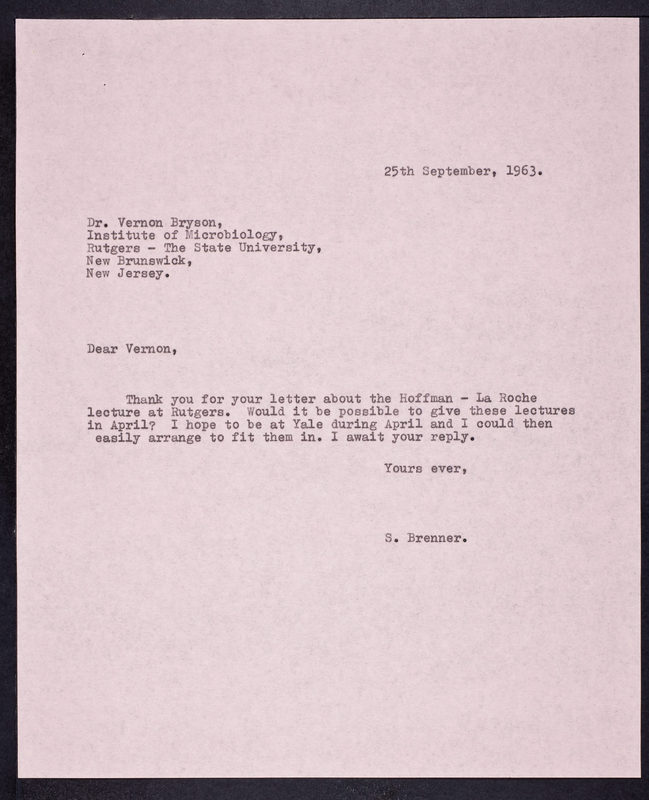 25th September, 1963.
Dr. Vernon Bryson,
Institute of Microbiology,
Rutgers - The State University,
New Brunswick,
New Jersey.
Dear Vernon,
Thank you for your letter about the Hoffman - La Roche
lecture at Rutgers. Would it be possible to give these lectures
in April? I hope to be at Yale during April and I could then
easily arrange to fit them in. I await your reply.
Yours ever,
S. Brenner.